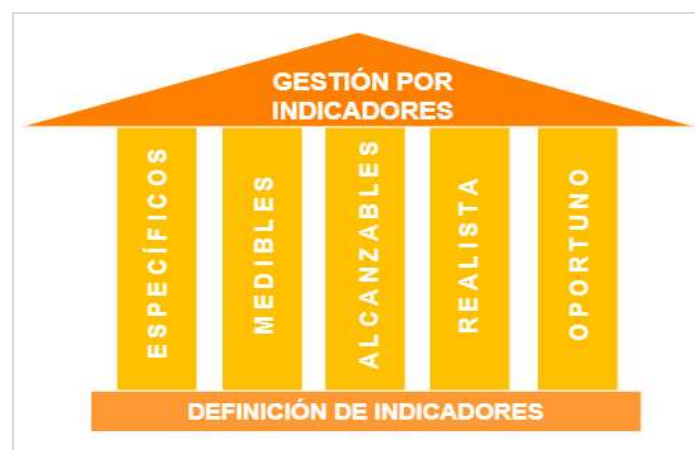 GESTIÓN POR
INDICADORES
ESPECÍFICOS
MEDIBLES
ALCANZABLES
REALISTA
OPORTUNO
DEFINICIÓN DE INDICADORES